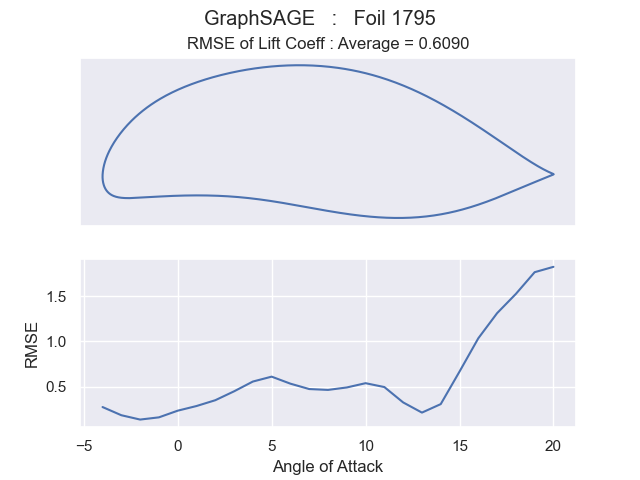 GraphSAGE   :   Foil 1795
RMSE of Lift Coeff : Average = 0.6090
1.5
1.0
0.5
RMSE
−5 0 5 10 15 20
Angle of Attack